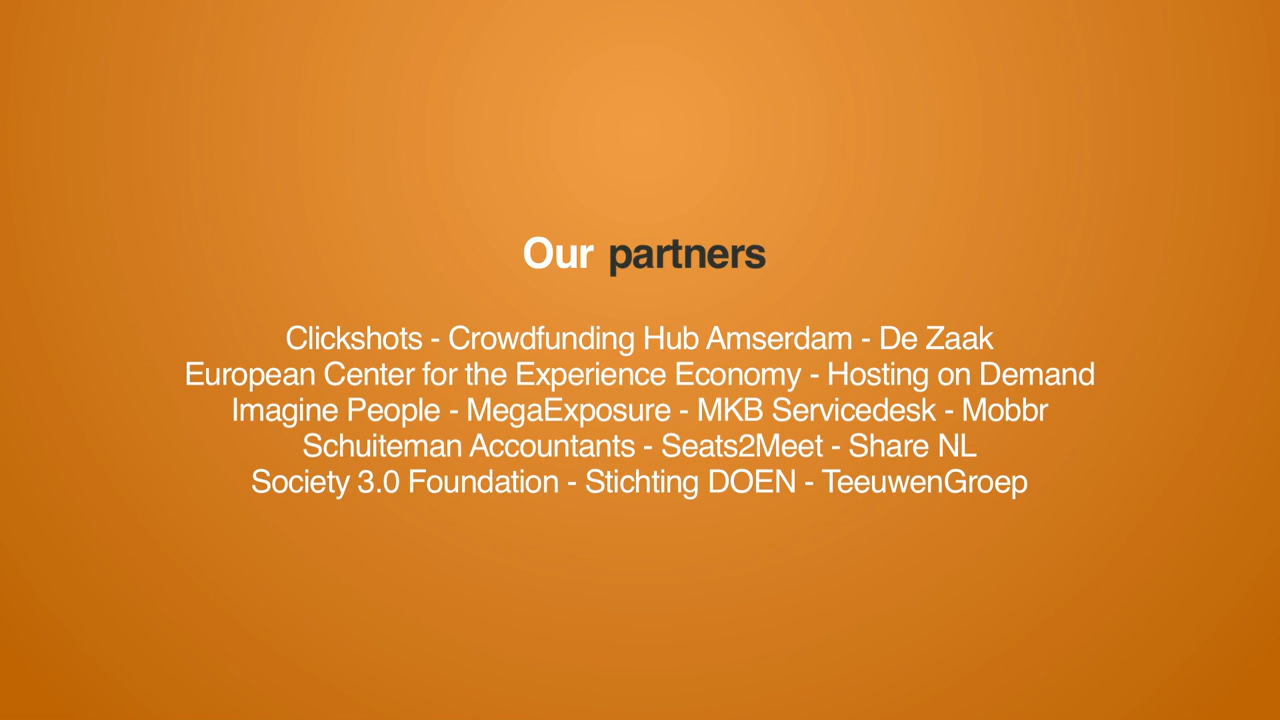 Our partners
Clickshots - Crowdfunding Hub Amserdam - De Zaak
European Center for the Experience Economy - Hosting on Demand
Imagine People - MegaExposure - MKB Servicedesk - Mobbr
Schuiteman Accountants - Seats2Meet - Share NL
Society 3.0 Foundation - Stichting DOEN - TeeuwenGroep